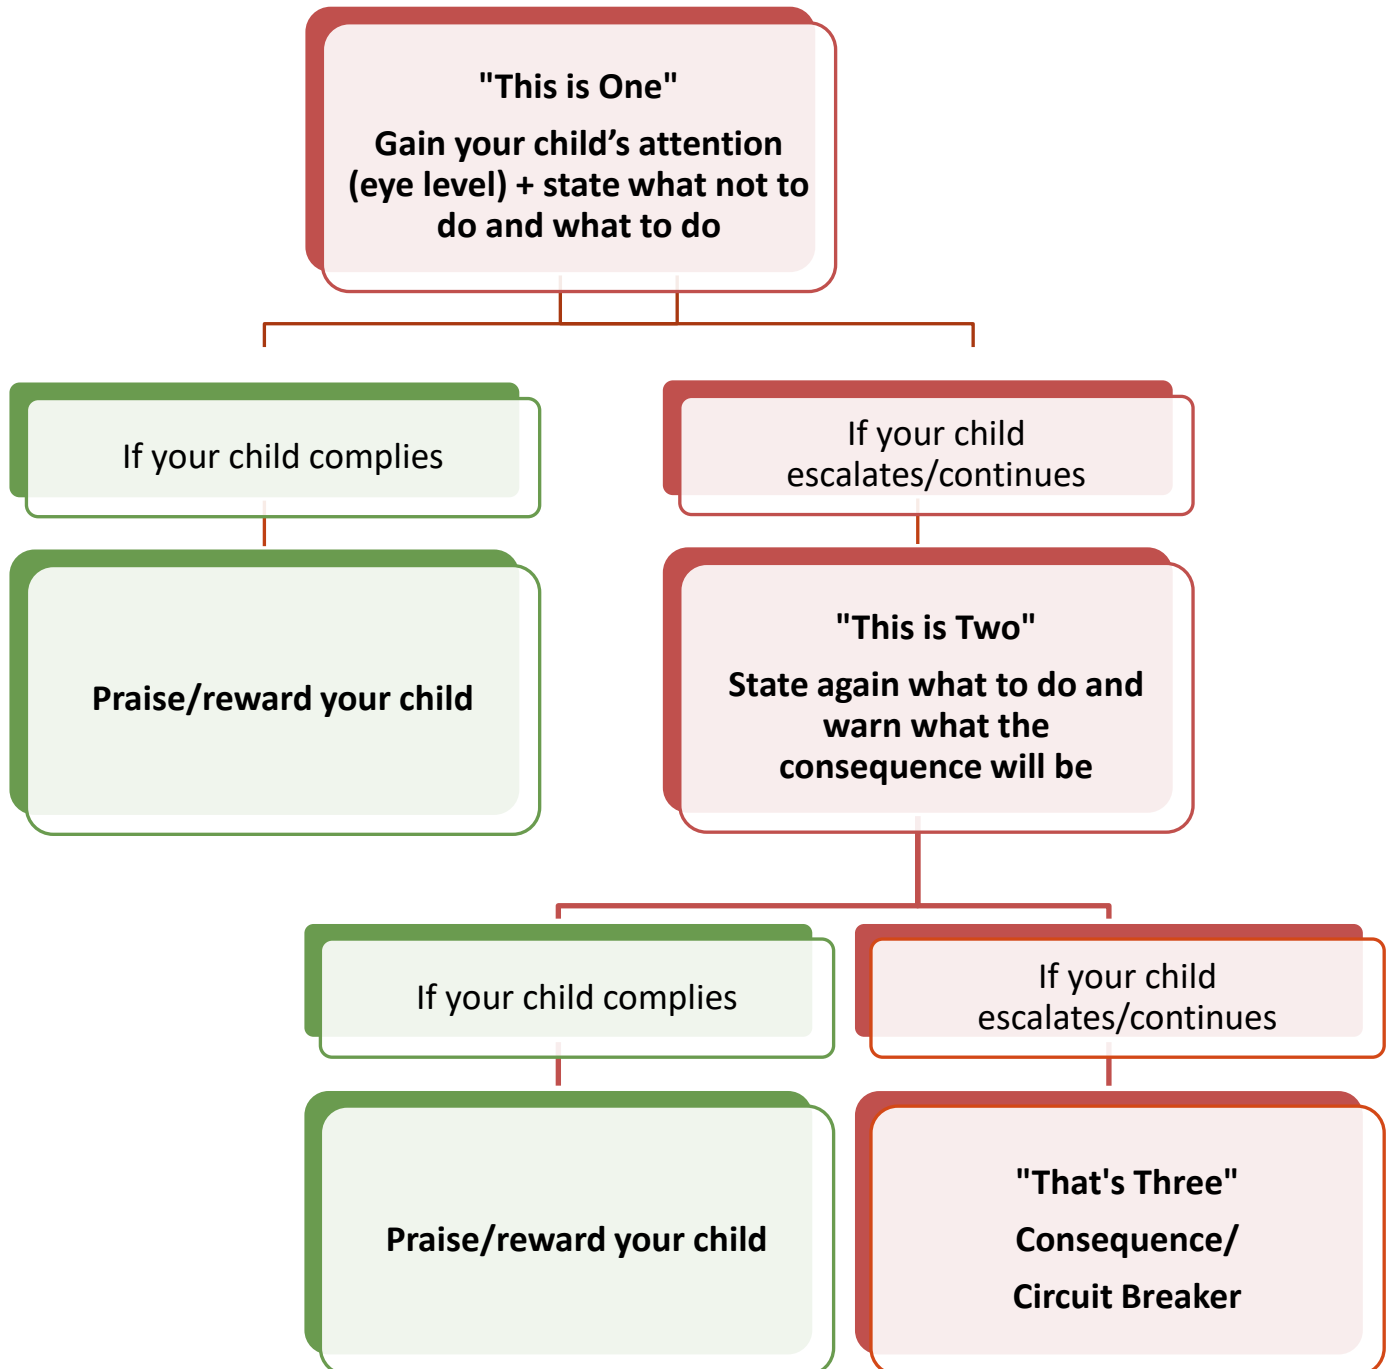 "This is One"
Gain your child’s attention
(eye level) + state what not to
do and what to do
If your child complies
If your child
escalates/continues
Praise/reward your child
"This is Two"
State again what to do and
warn what the
consequence will be
If your child complies
If your child
escalates/continues
Praise/reward your child
"That's Three"
Consequence/
Circuit Breaker